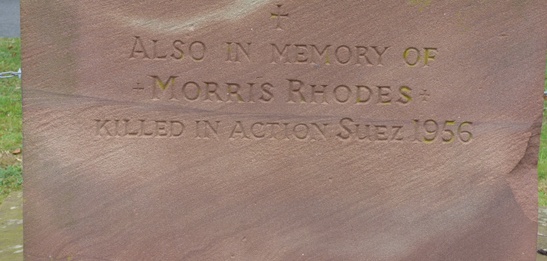 ALSO IN MEMORY OF
MORRIS RHODES
KILLED IN ACTION SUEZ 1956